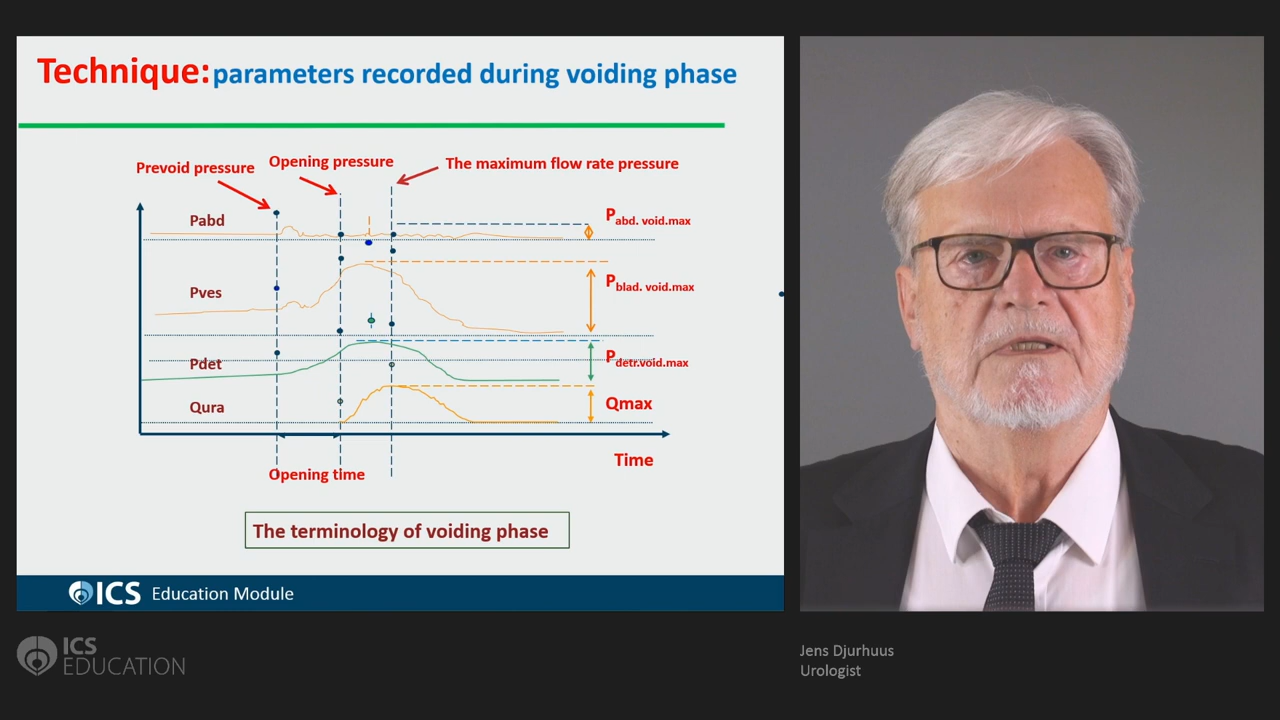 Technique: parameters recorded during voiding phase
Prevoid pressure
Opening pressure
The maximum flow rate pressure
Pabd
Pabd. void.max
Pves
Pblad. void.max
Pdet
Pdetr.void.max
Qura
Qmax
Time
Opening time
The terminology of voiding phase
ICS Education Module
ICS
EDUCATION
Jens Djurhuus
Urologist